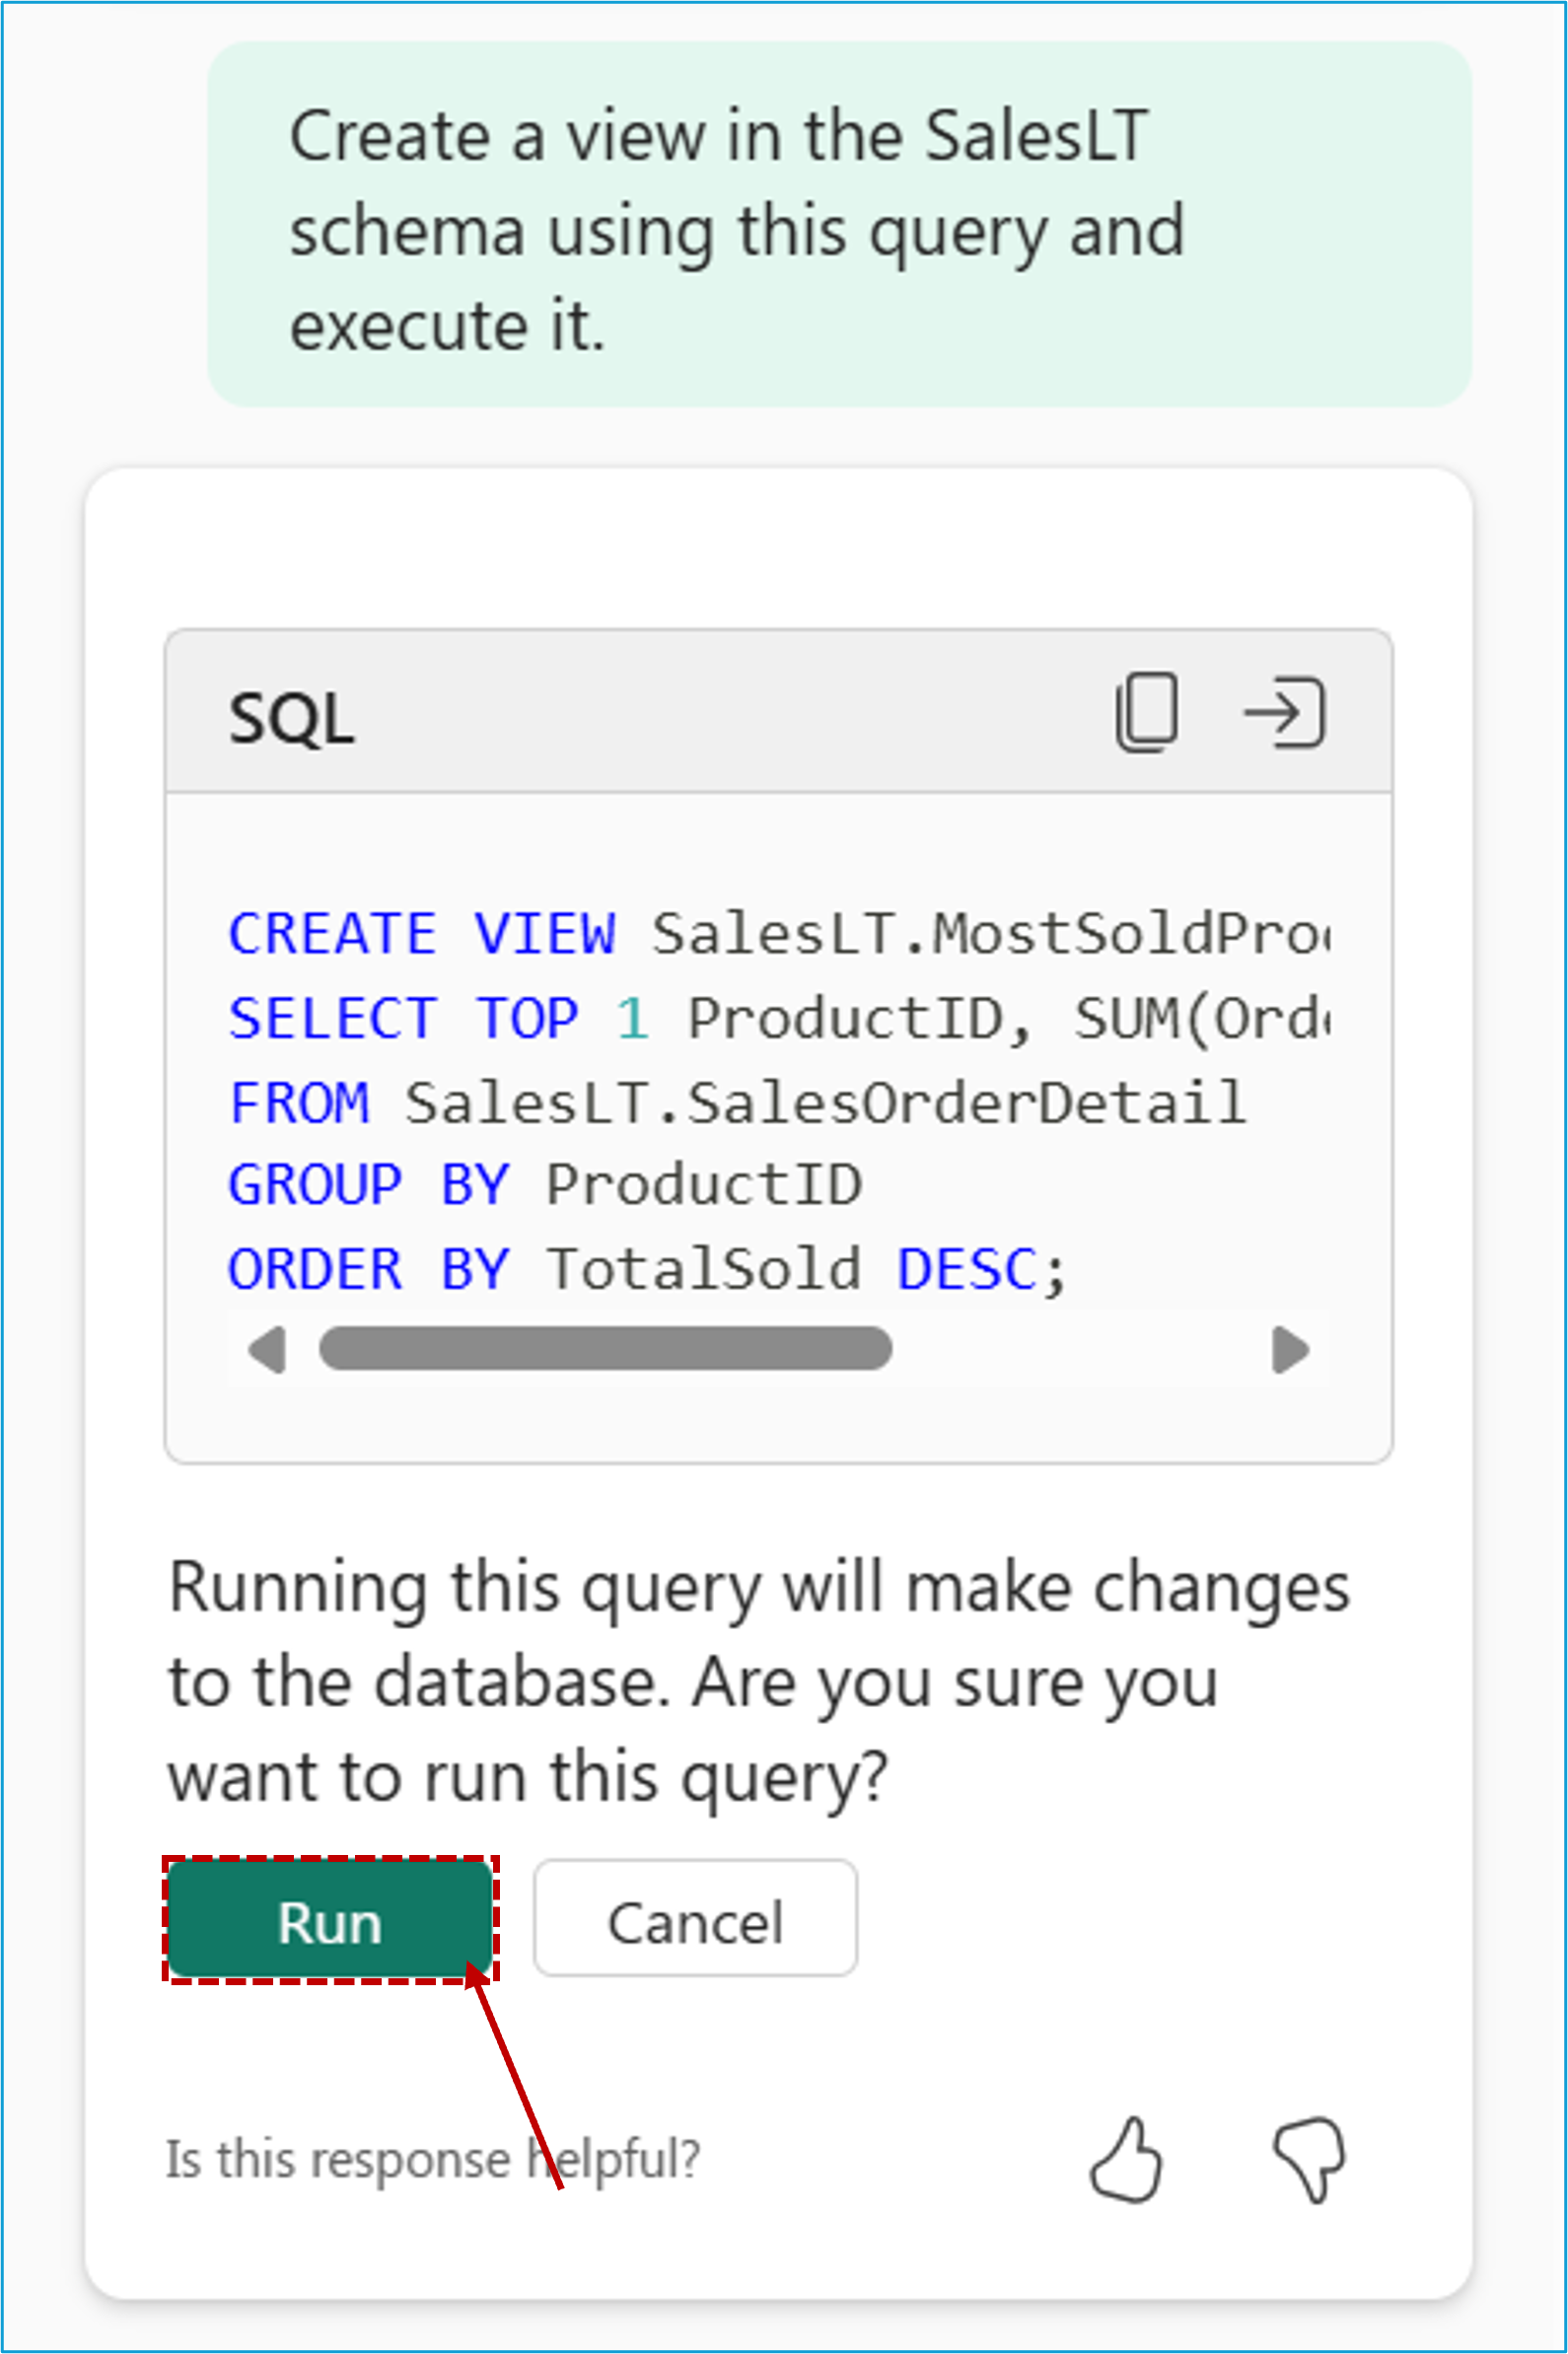 Create a view in the SalesLT
schema using this query and
execute it.
SQL
CREATE VIEW SalesLT.MostSoldPro
SELECT TOP 1 ProductID, SUM(Ord
FROM SalesLT.SalesOrderDetail
GROUP BY ProductID
ORDER BY TotalSold DESC;
Running this query will make changes
to the database. Are you sure you
want to run this query?
Run
Cancel
Is this response helpful?